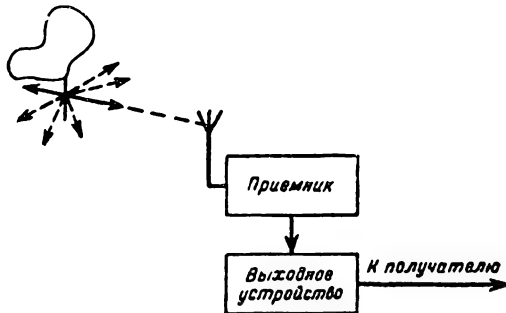 Приемник
Выходное
устройство
К получателю